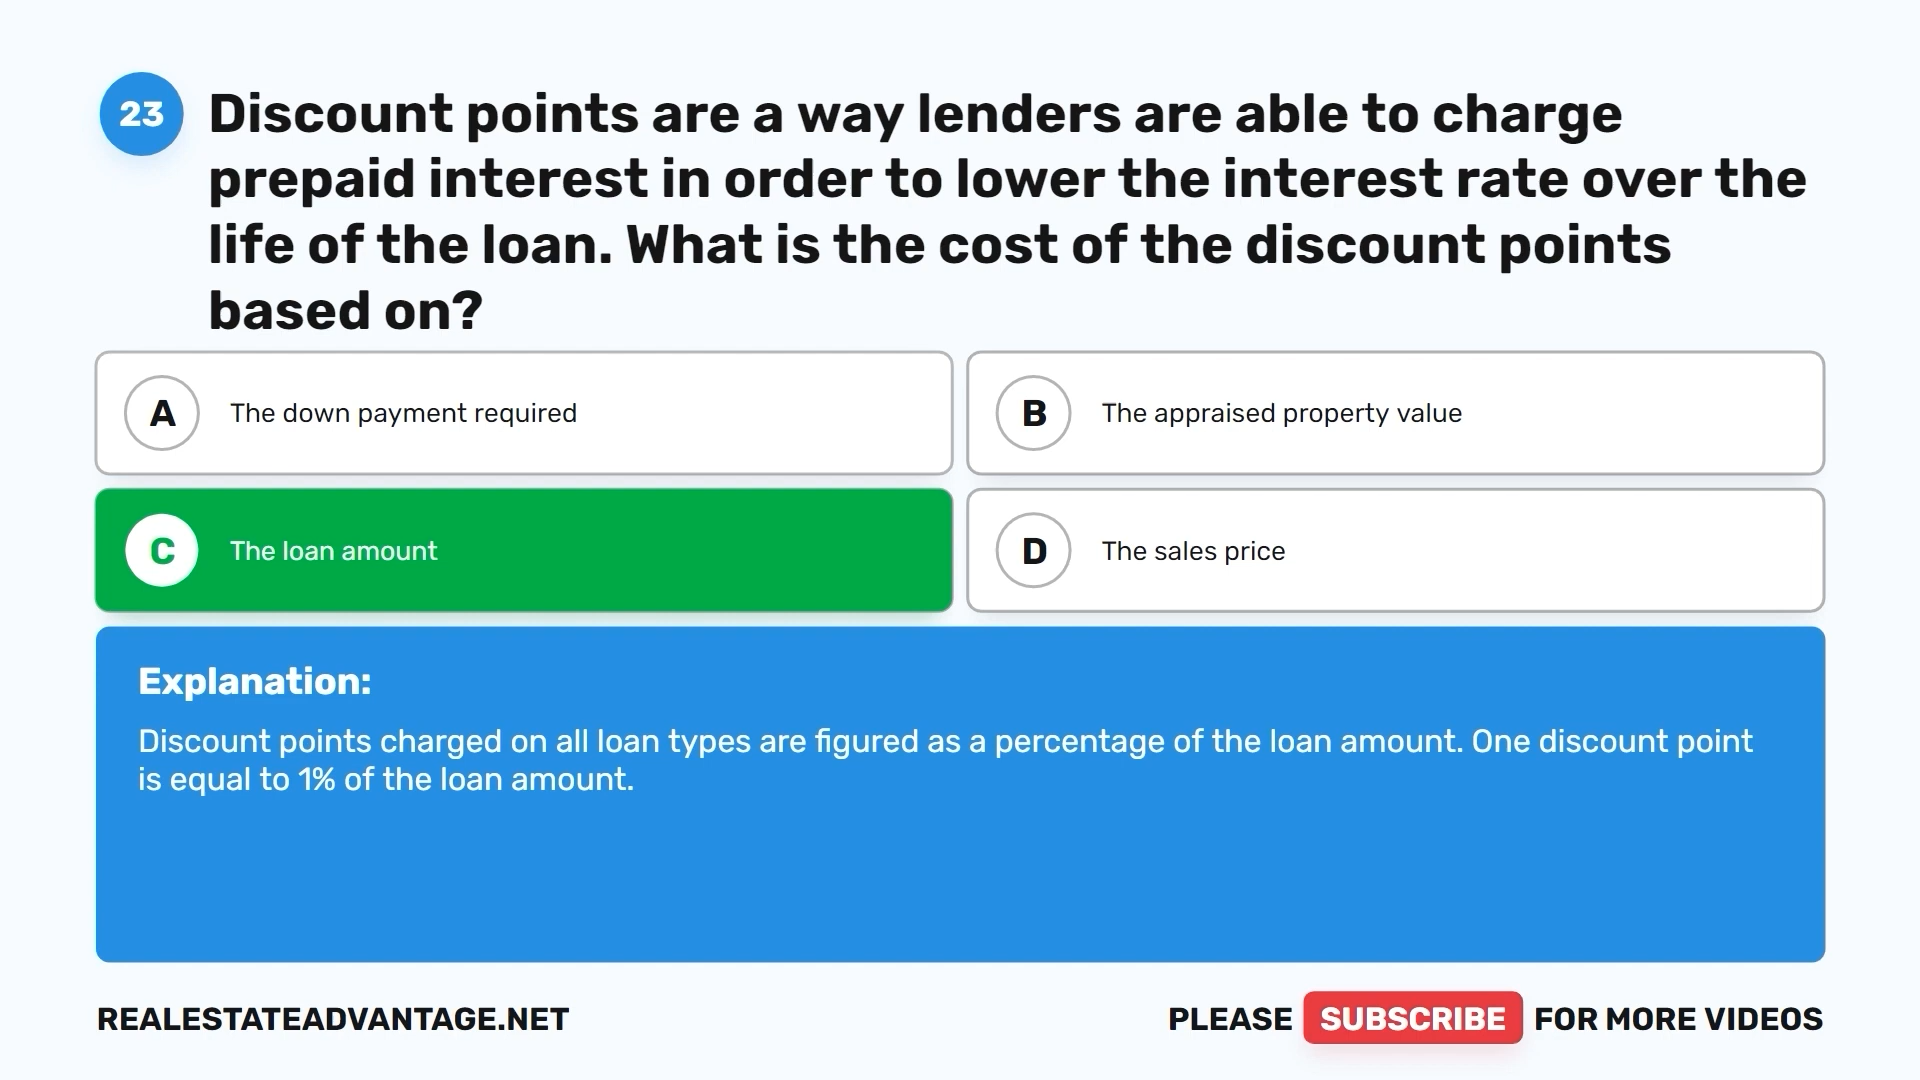 23
Discount points are a way lenders are able to charge
prepaid interest in order to lower the interest rate over the
life of the loan. What is the cost of the discount points
based on?
A The down payment required
B The appraised property value
C The loan amount
D The sales price
Explanation:
Discount points charged on all loan types are figured as a percentage of the loan amount. One discount point
is equal to 1% of the loan amount.
REALESTATEADVANTAGE.NET
PLEASE SUBSCRIBE FOR MORE VIDEOS